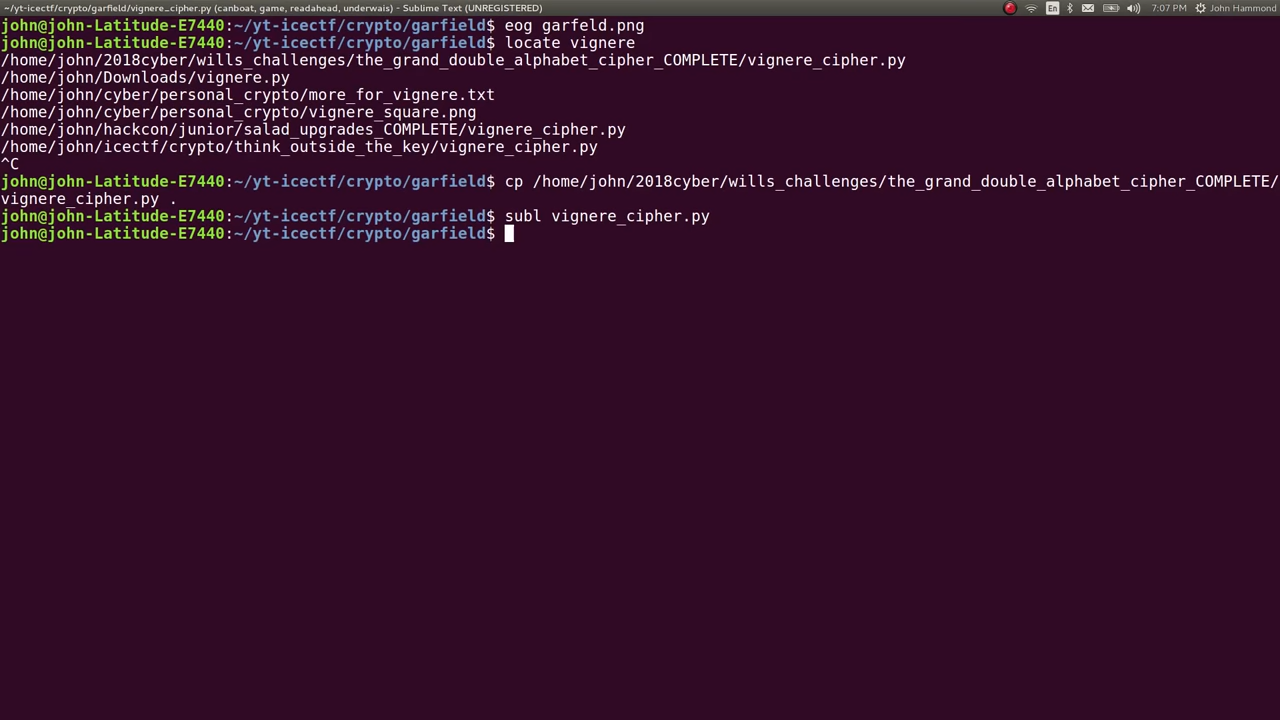 ~/yt-icectf/crypto/garfield/vignere_cipher.py (canboat, game, readahead, underwais) - Sublime Text (UNREGISTERED)
En
7:07 PM
John Hammond
john@john-Latitude-E7440:~/yt-icectf/crypto/garfield$ eog garfeld.png
john@john-Latitude-E7440:~/yt-icectf/crypto/garfield$ locate vignere
/home/john/2018cyber/wills_challenges/the_grand_double_alphabet_cipher_COMPLETE/vignere_cipher.py
/home/john/Downloads/vignere.py
/home/john/cyber/personal_crypto/more_for_vignere.txt
/home/john/cyber/personal_crypto/vignere_square.png
/home/john/hackcon/junior/salad_upgrades_COMPLETE/vignere_cipher.py
/home/john/icectf/crypto/think_outside_the_key/vignere_cipher.py
^C
john@john-Latitude-E7440:~/yt-icectf/crypto/garfield$ cp /home/john/2018cyber/wills_challenges/the_grand_double_alphabet_cipher_COMPLETE/
vignere_cipher.py .
john@john-Latitude-E7440:~/yt-icectf/crypto/garfield$ subl vignere_cipher.py
john@john-Latitude-E7440:~/yt-icectf/crypto/garfield$